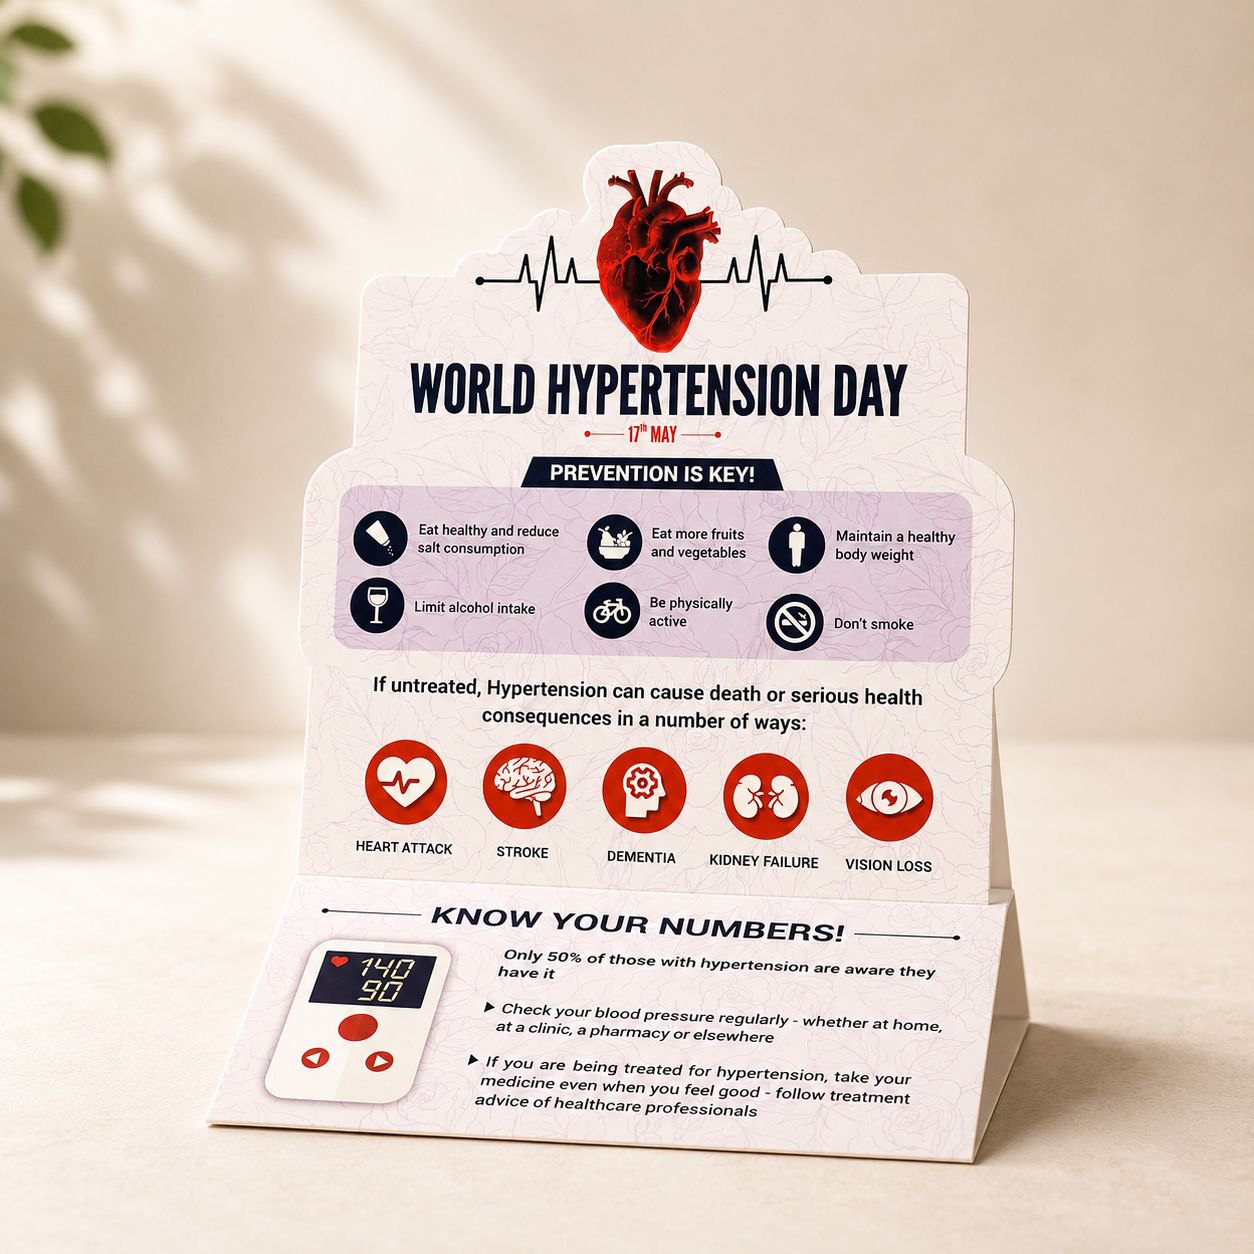 WORLD HYPERTENSION DAY
17th MAY
PREVENTION IS KEY!
Eat healthy and reduce
salt consumption
Eat more fruits
and vegetables
Maintain a healthy
body weight
Limit alcohol intake
Be physically
active
Don't smoke
If untreated, Hypertension can cause death or serious health
consequences in a number of ways:
HEART ATTACK
STROKE
DEMENTIA
KIDNEY FAILURE
VISION LOSS
KNOW YOUR NUMBERS!
140
90
Only 50% of those with hypertension are aware they
have it
Check your blood pressure regularly - whether at home,
at a clinic, a pharmacy or elsewhere
If you are being treated for hypertension, take your
medicine even when you feel good - follow treatment
advice of healthcare professionals